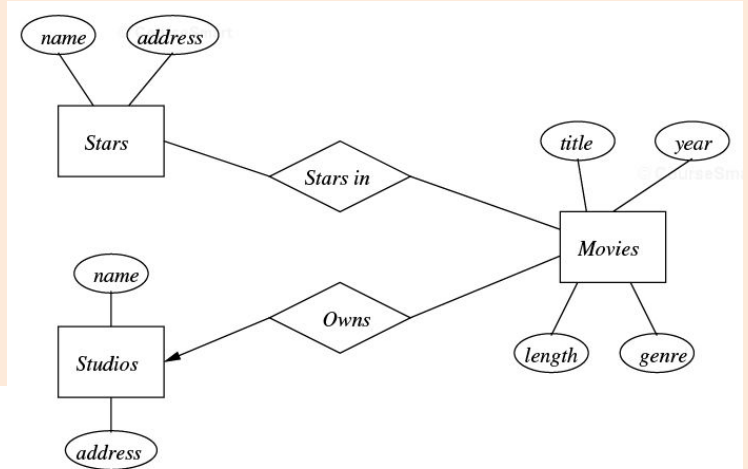 name
address
Stars
Stars in
title
year
Movies
name
Owns
Studios
length
genre
address